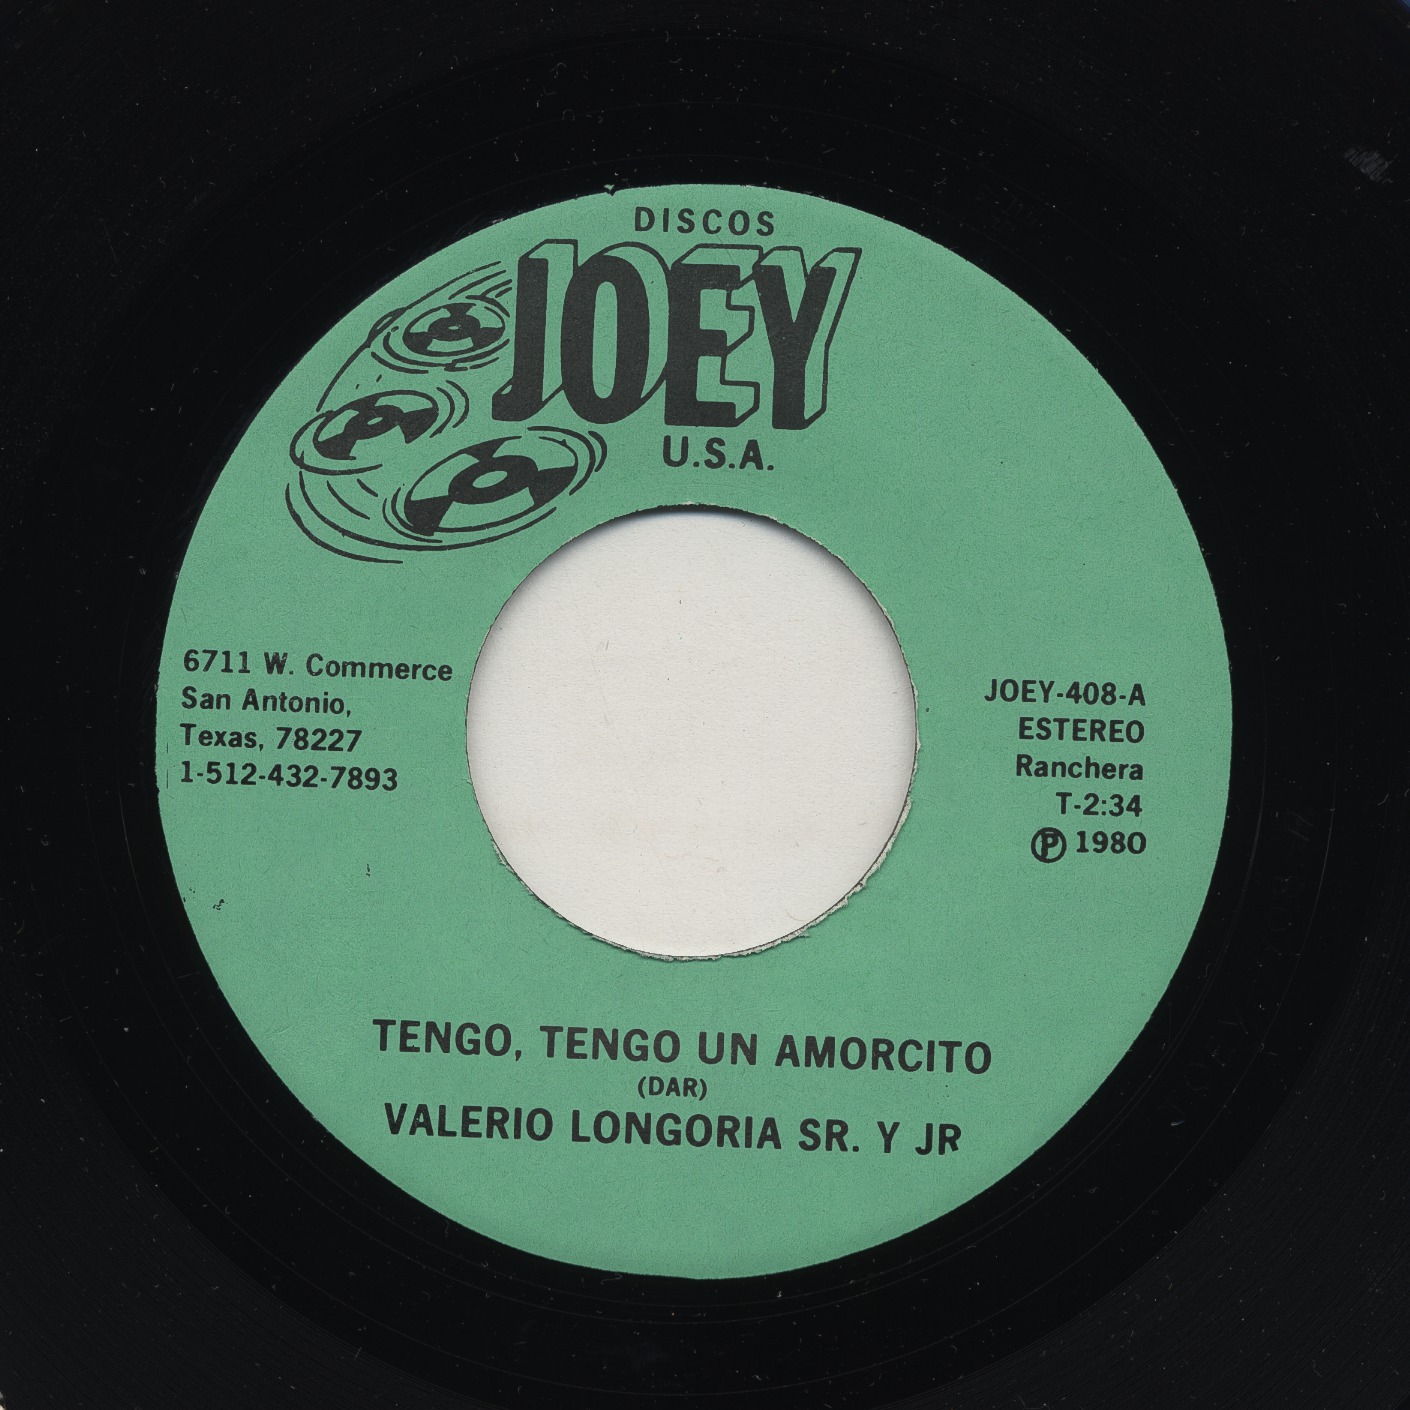 DISCOS
JOEY
U.S.A.
6711 W. Commerce
San Antonio,
Texas, 78227
1-512-432-7893
JOEY-408-A
ESTEREO
Ranchera
T-2:34
Ⓟ 1980
TENGO, TENGO UN AMORCITO
(DAR)
VALERIO LONGORIA SR. Y JR